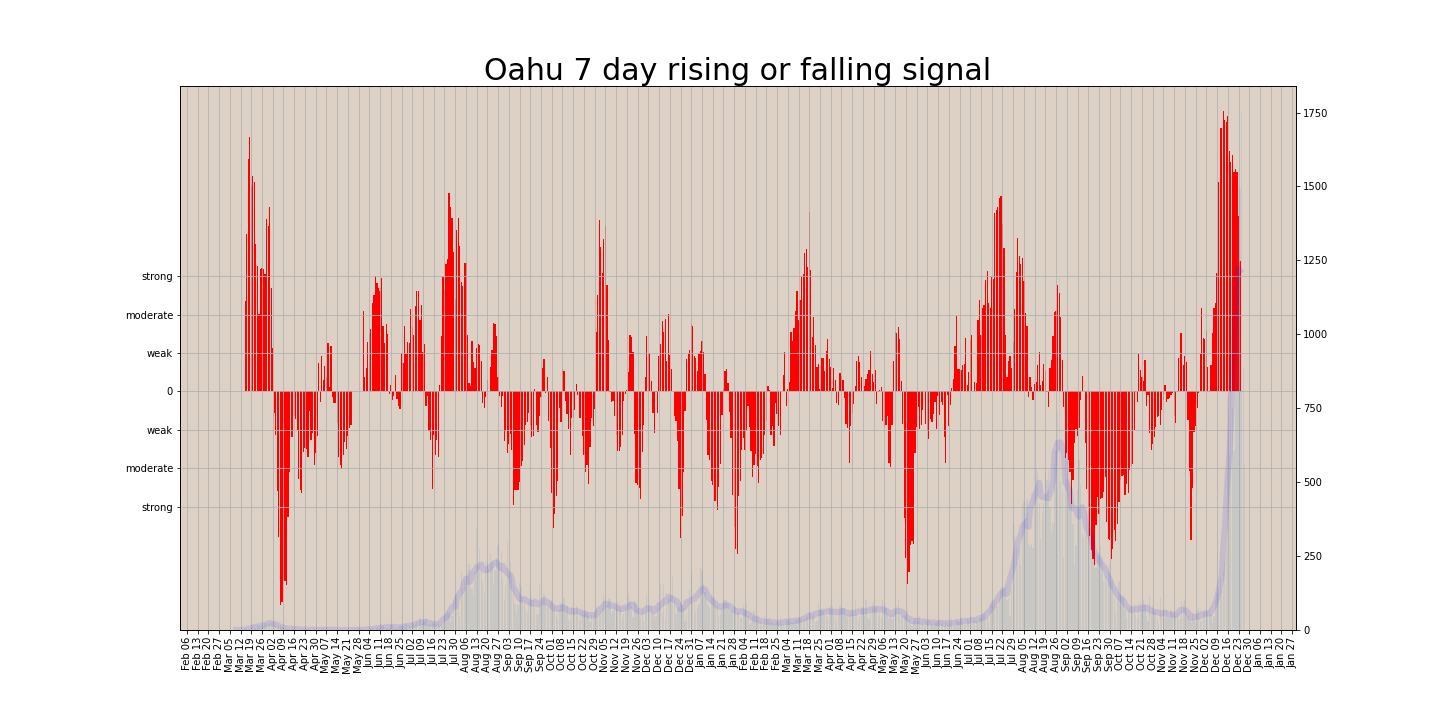 Oahu 7 day rising or falling signal
strong
moderate
weak
0
weak
moderate
strong
1750
1500
1250
1000
750
500
250
0
Feb 06
Feb 13
Feb 20
Feb 27
Mar 05
Mar 12
Mar 19
Mar 26
Apr 02
Apr 09
Apr 16
Apr 23
Apr 30
May 07
May 14
May 21
May 28
Jun 04
Jun 11
Jun 18
Jun 25
Jul 02
Jul 09
Jul 16
Jul 23
Jul 30
Aug 06
Aug 13
Aug 20
Aug 27
Sep 03
Sep 10
Sep 17
Sep 24
Oct 01
Oct 08
Oct 15
Oct 22
Oct 29
Nov 05
Nov 12
Nov 19
Nov 26
Dec 03
Dec 10
Dec 17
Dec 24
Dec 31
Jan 07
Jan 14
Jan 21
Jan 28
Feb 04
Feb 11
Feb 18
Feb 25
Mar 04
Mar 11
Mar 18
Mar 25
Apr 01
Apr 08
Apr 15
Apr 22
Apr 29
May 06
May 13
May 20
May 27
Jun 03
Jun 10
Jun 17
Jun 24
Jul 01
Jul 08
Jul 15
Jul 22
Jul 29
Aug 05
Aug 12
Aug 19
Aug 26
Sep 02
Sep 09
Sep 16
Sep 23
Sep 30
Oct 07
Oct 14
Oct 21
Oct 28
Nov 04
Nov 11
Nov 18
Nov 25
Dec 02
Dec 09
Dec 16
Dec 23
Dec 30
Jan 06
Jan 13
Jan 20
Jan 27